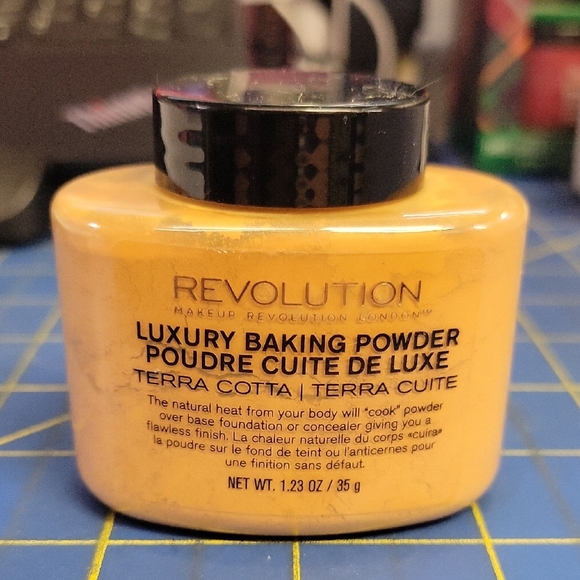 REVOLUTION
MAKEUP REVOLUTION LONDON™
LUXURY BAKING POWDER
POUDRE CUITE DE LUXE
TERRA COTTA | TERRA CUITE
The natural heat from your body will "cook" powder
over base foundation or concealer giving you a
flawless finish. La chaleur naturelle dü corps «cuira»
la poudre sur le fond de teint ou l'anticernes pour
une finition sans défaut.
NET WT. 1.23 OZ / 35 g